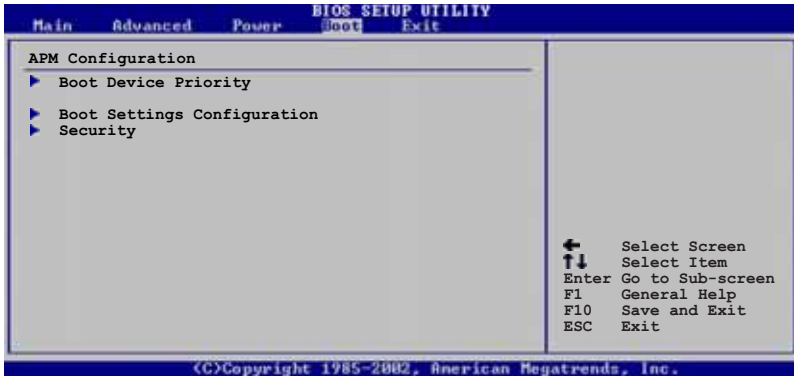 BIOS SETUP UTILITY
Main Advanced Power Boot Exit
APM Configuration
Boot Device Priority
Boot Settings Configuration
Security
← Select Screen
↑↓ Select Item
Enter Go to Sub-screen
F1 General Help
F10 Save and Exit
ESC Exit
(C)Copyright 1985-2002, American Megatrends, Inc.